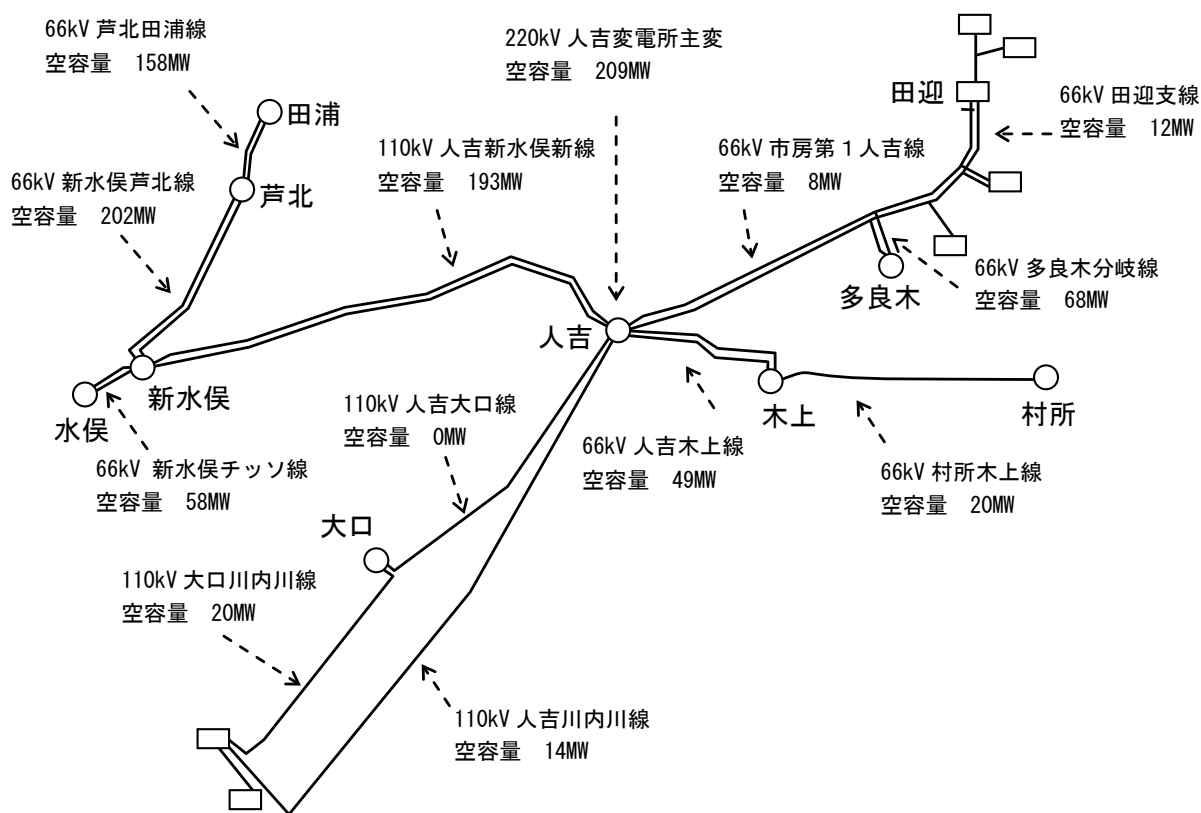 66kV 芦北田浦線
空容量 158MW
220kV 人吉変電所主変
空容量 209MW
田浦
田迎
66kV 田迎支線
空容量 12MW
110kV 人吉新水俣新線
空容量 193MW
66kV 市房第1人吉線
空容量 8MW
66kV 新水俣芦北線
空容量 202MW
芦北
66kV 多良木分岐線
空容量 68MW
多良木
人吉
新水俣
水俣
木上
村所
110kV 人吉大口線
空容量 0MW
66kV 人吉木上線
空容量 49MW
66kV 村所木上線
空容量 20MW
66kV 新水俣チッソ線
空容量 58MW
大口
110kV 大口川内川線
空容量 20MW
110kV 人吉川内川線
空容量 14MW